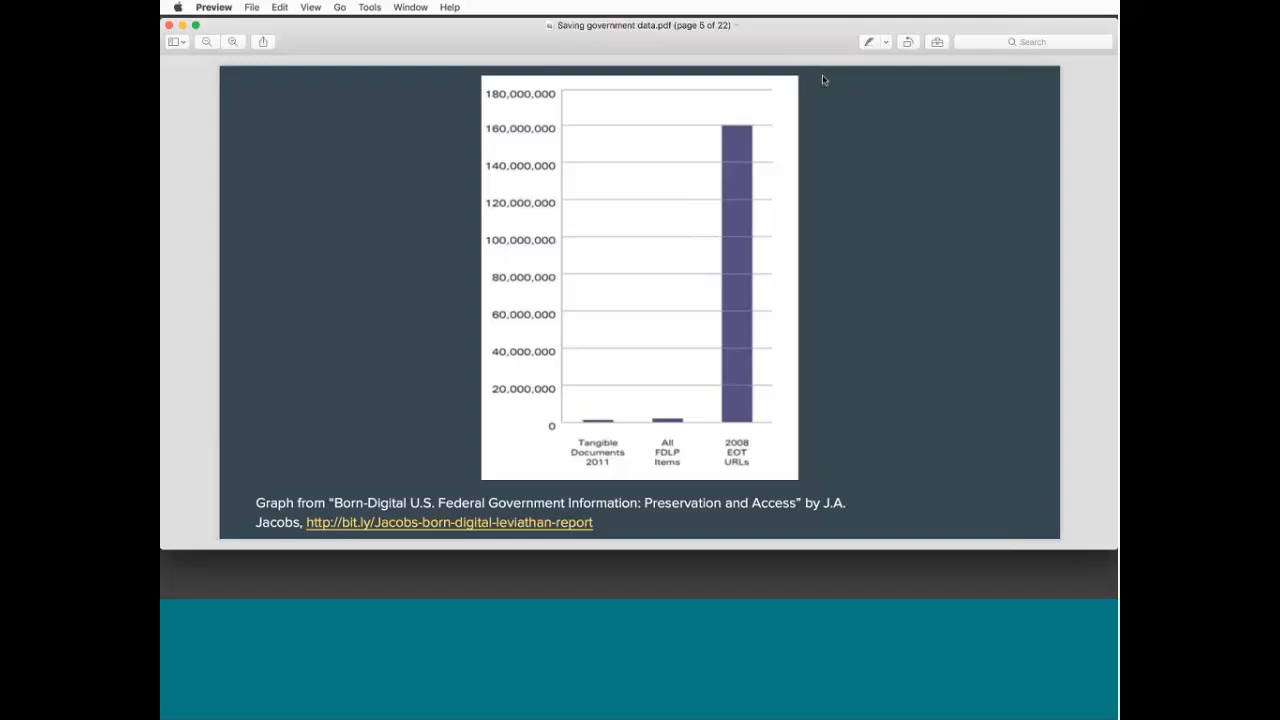 Preview File Edit View Go Tools Window Help
Saving government data.pdf (page 5 of 22)
Search
180,000,000
160,000,000
140,000,000
120,000,000
100,000,000
80,000,000
60,000,000
40,000,000
20,000,000
0
Tangible
Documents
2011
All
FDLP
Items
2008
EOT
URLs
Graph from “Born-Digital U.S. Federal Government Information: Preservation and Access” by J.A.
Jacobs, http://bit.ly/Jacobs-born-digital-leviathan-report